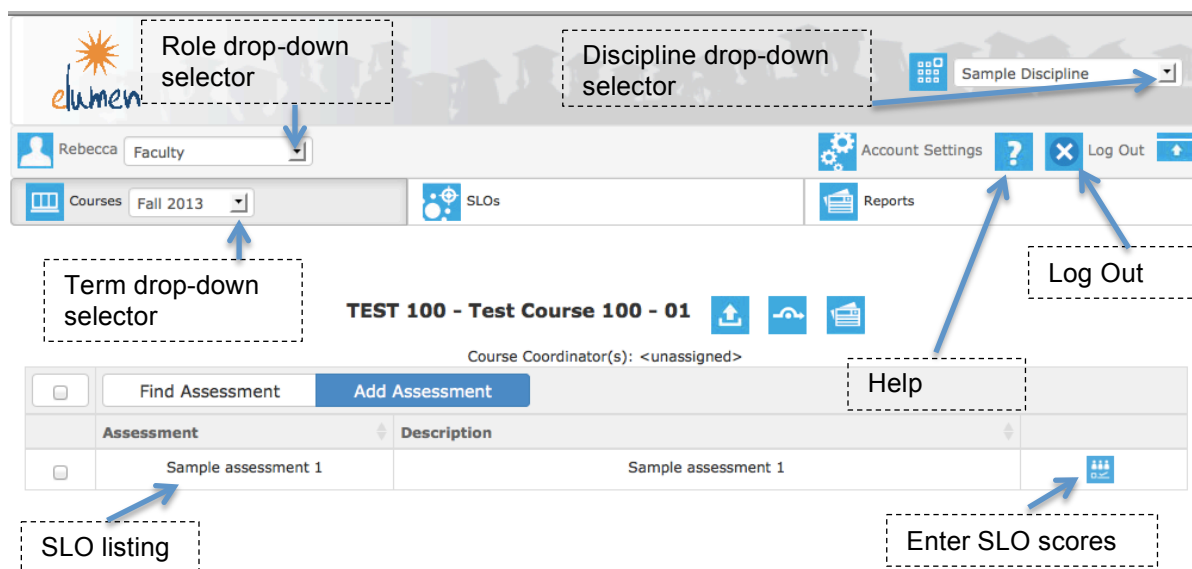 Role drop-down
selector
Discipline drop-down
selector
elumen
Sample Discipline
Rebecca Faculty
Account Settings ? Log Out
Courses Fall 2013 SLOs Reports
Term drop-down
selector
Log Out
TEST 100 - Test Course 100 - 01
Course Coordinator(s): <unassigned>
Help
Find Assessment Add Assessment
Assessment Description
Sample assessment 1 Sample assessment 1
SLO listing
Enter SLO scores